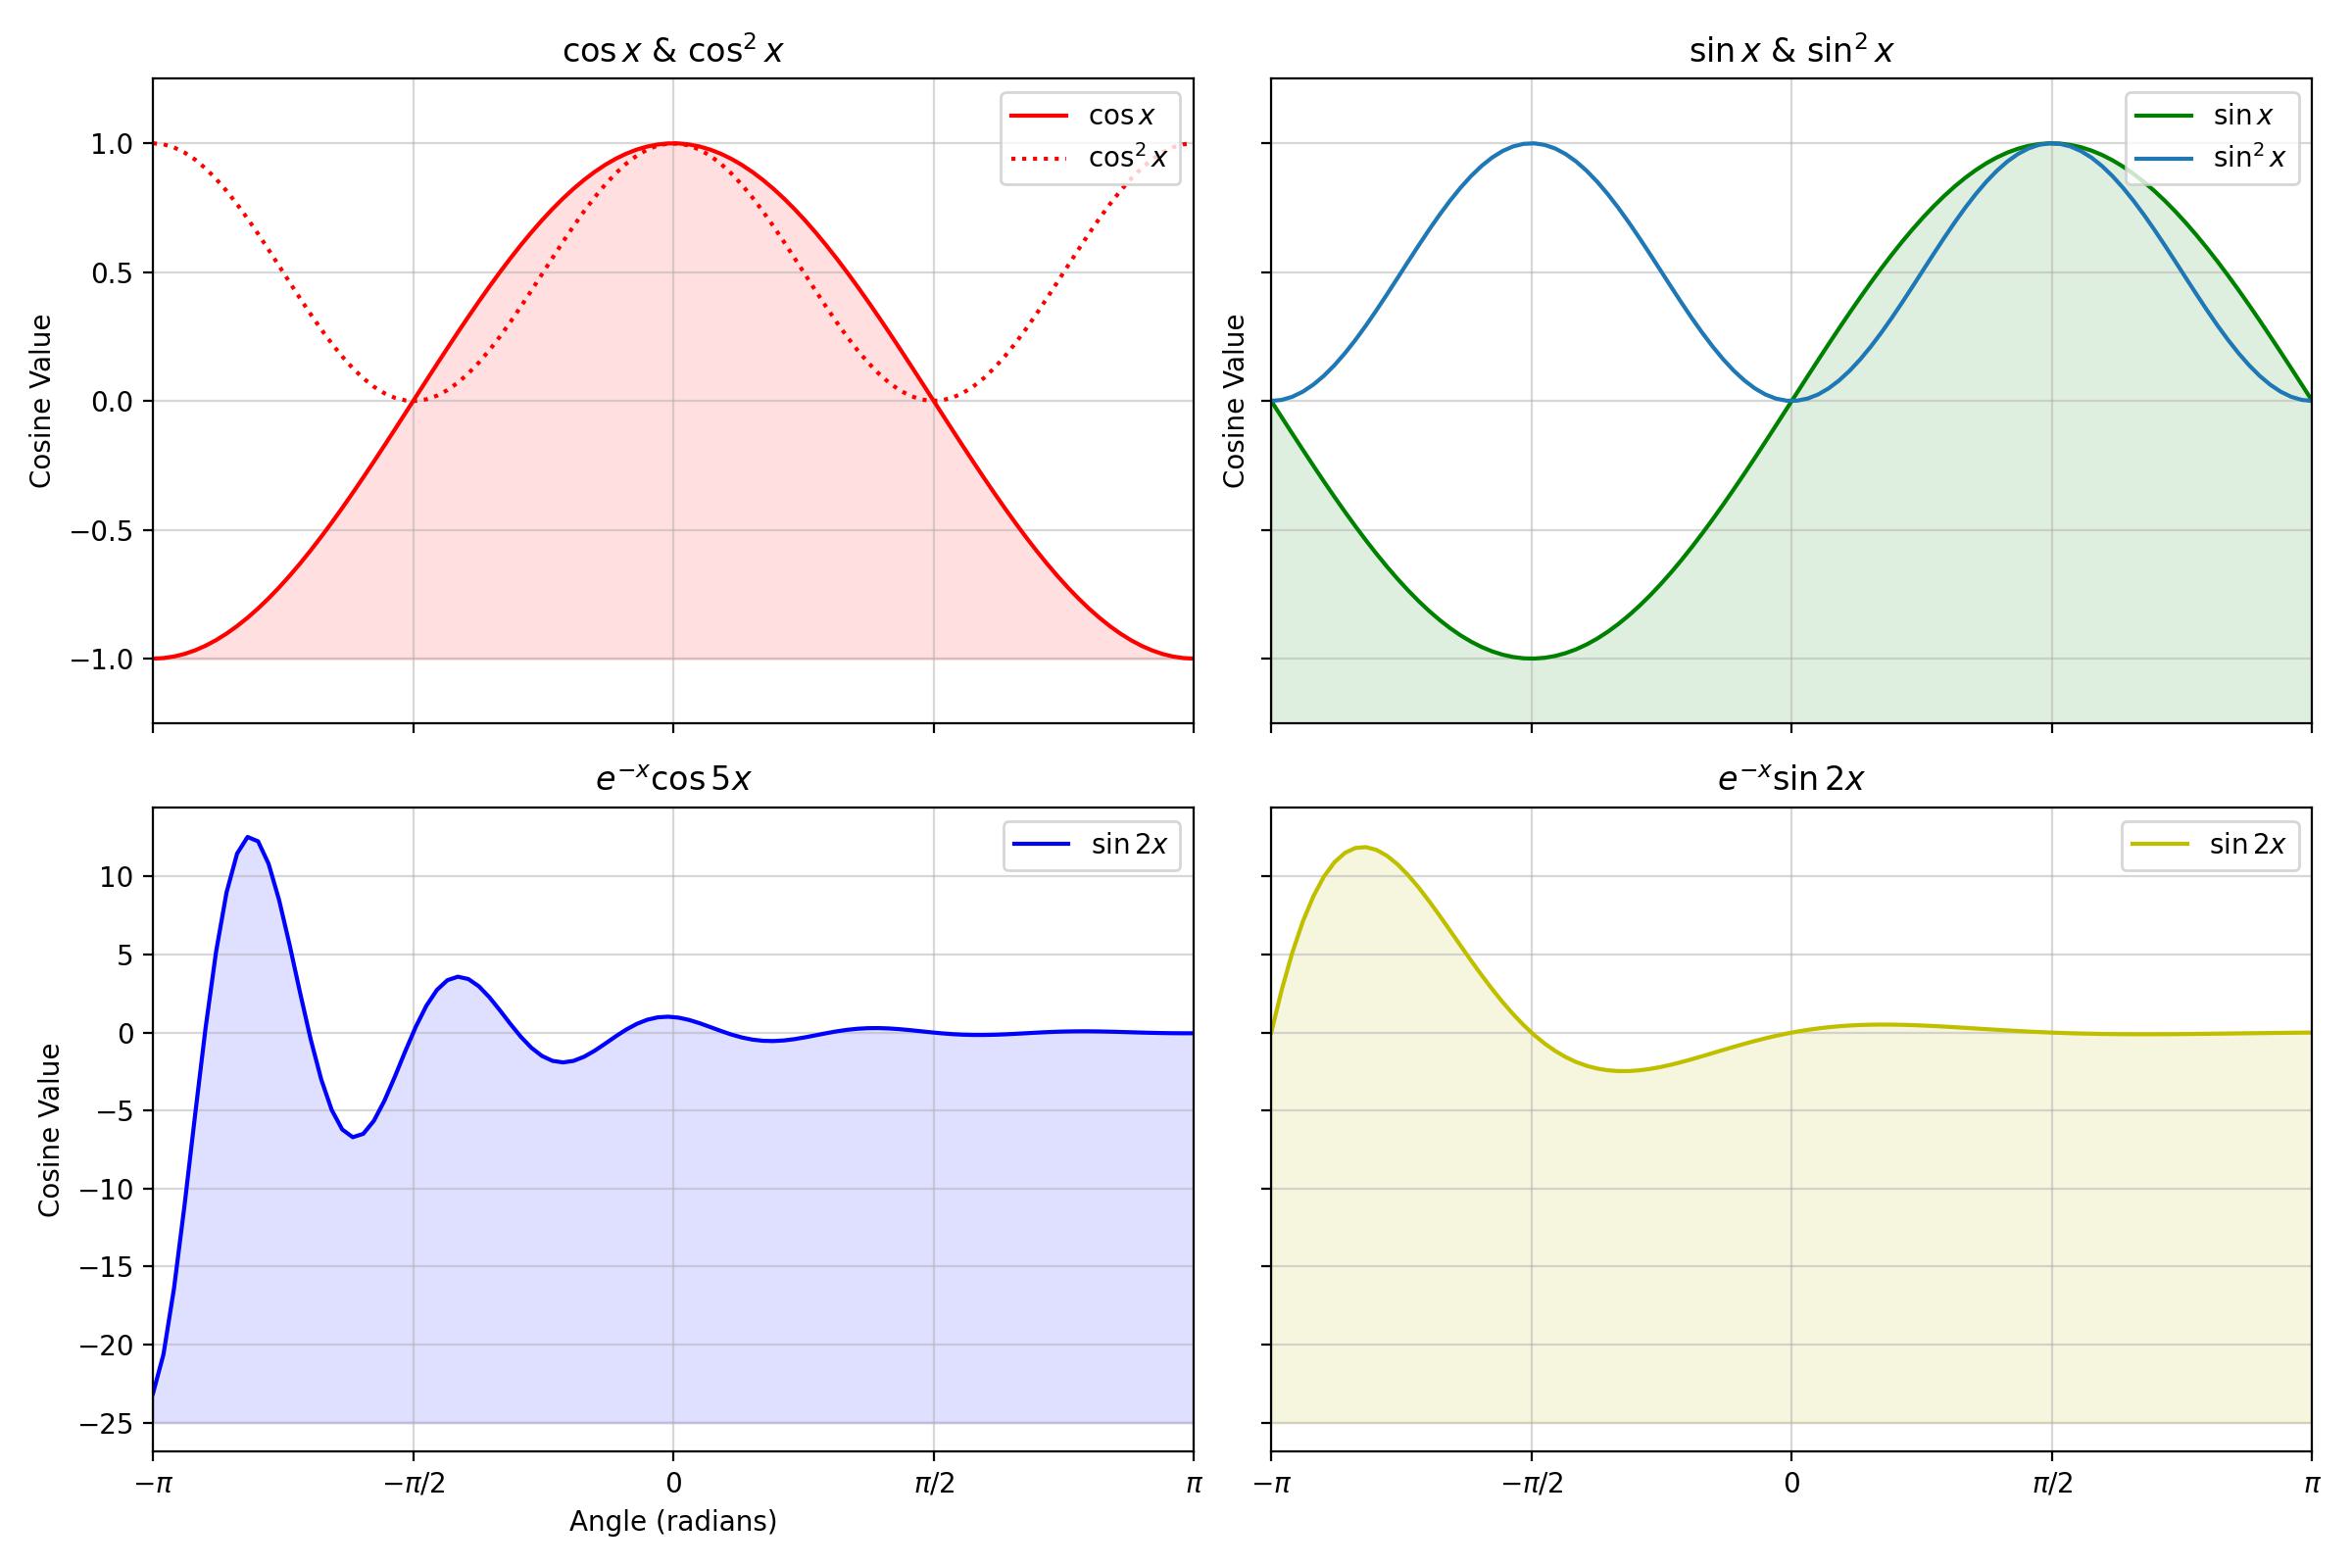 cos x & cos² x
cos x
cos² x
1.0
0.5
0.0
−0.5
−1.0
Cosine Value
sin x & sin² x
sin x
sin² x
Cosine Value
e⁻ˣcos 5x
sin 2x
10
5
0
−5
−10
−15
−20
−25
Cosine Value
−π −π/2 0 π/2 π
Angle (radians)
e⁻ˣsin 2x
sin 2x
−π −π/2 0 π/2 π